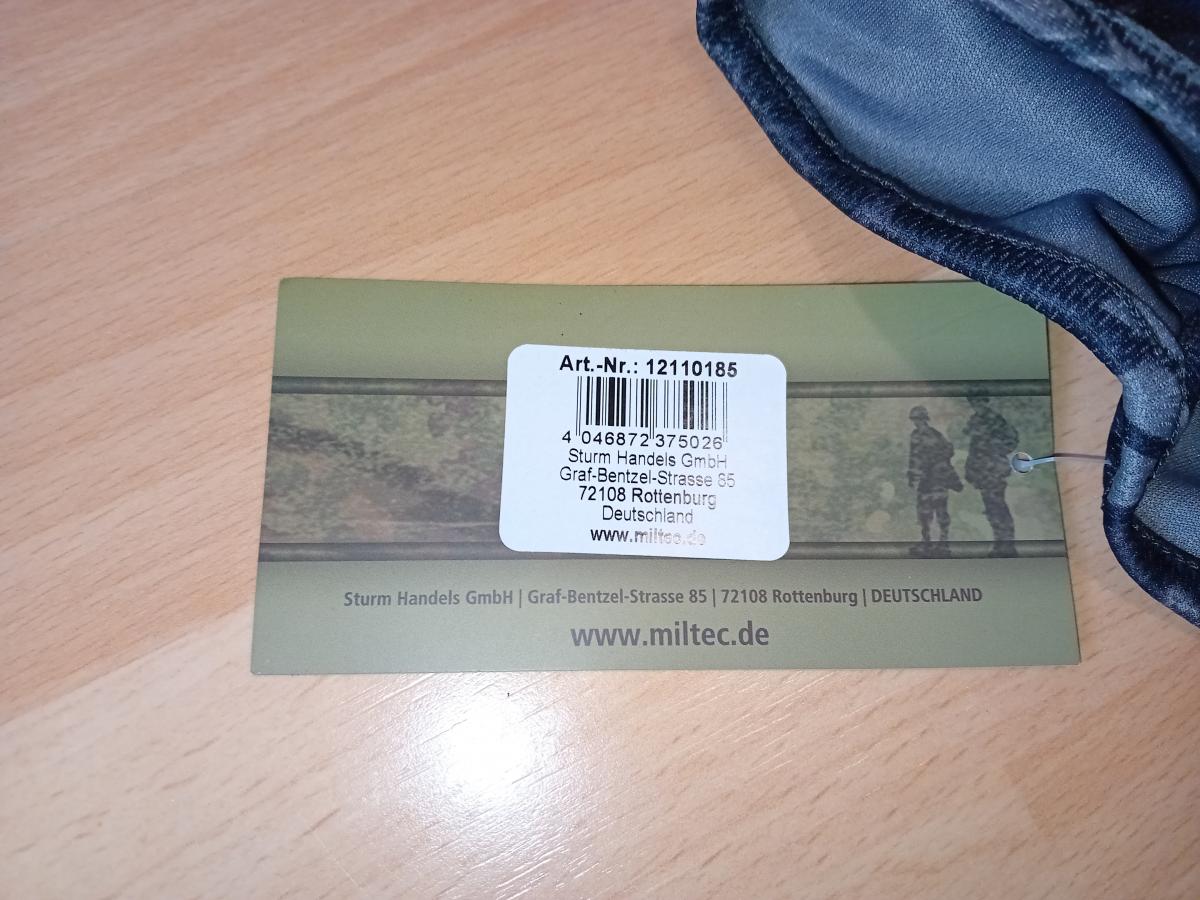 Art.-Nr.: 12110185
4 046872 375026
Sturm Handels GmbH
Graf-Bentzel-Strasse 85
72108 Rottenburg
Deutschland
www.miltec.de
Sturm Handels GmbH | Graf-Bentzel-Strasse 85 | 72108 Rottenburg | DEUTSCHLAND
www.miltec.de